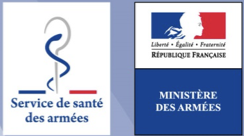 Service de santé
des armées
Liberté • Égalité • Fraternité
RÉPUBLIQUE FRANÇAISE
MINISTÈRE
DES ARMÉES